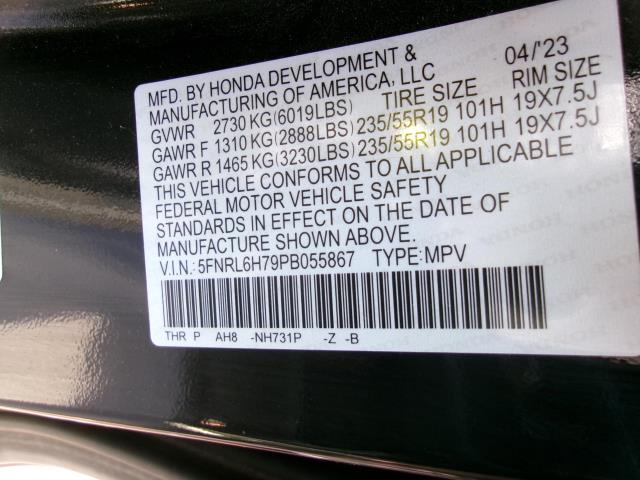 MFD. BY HONDA DEVELOPMENT & 04/'23
MANUFACTURING OF AMERICA, LLC
GVWR 2730 KG(6019LBS) TIRE SIZE RIM SIZE
GAWR F 1310 KG(2888LBS) 235/55R19 101H 19X7.5J
GAWR R 1465 KG(3230LBS) 235/55R19 101H 19X7.5J
THIS VEHICLE CONFORMS TO ALL APPLICABLE
FEDERAL MOTOR VEHICLE SAFETY
STANDARDS IN EFFECT ON THE DATE OF
MANUFACTURE SHOWN ABOVE.
V.I.N.: 5FNRL6H79PB055867 TYPE:MPV
THR P AH8 -NH731P -Z -B